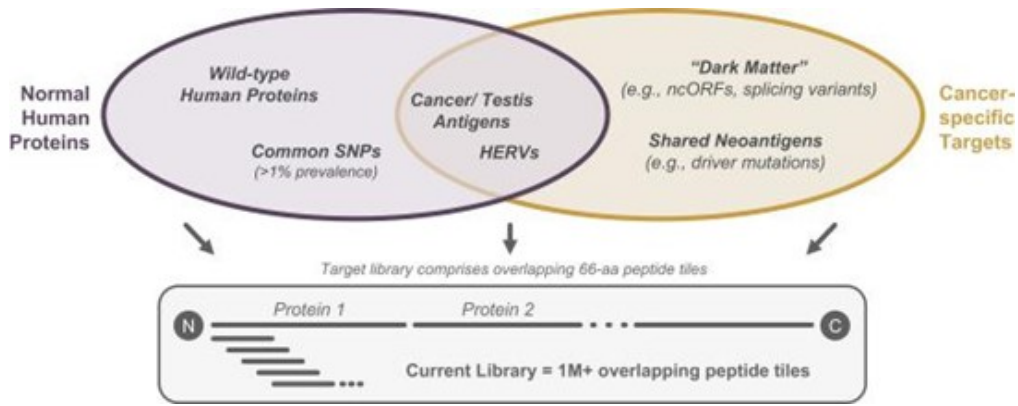 Normal
Human
Proteins
Wild-type
Human Proteins
Common SNPs
(>1% prevalence)
Cancer/ Testis
Antigens
HERVs
"Dark Matter"
(e.g., ncORFs, splicing variants)
Shared Neoantigens
(e.g., driver mutations)
Cancer-
specific
Targets
Target library comprises overlapping 66-aa peptide tiles
Protein 1
Protein 2
N
C
Current Library = 1M+ overlapping peptide tiles